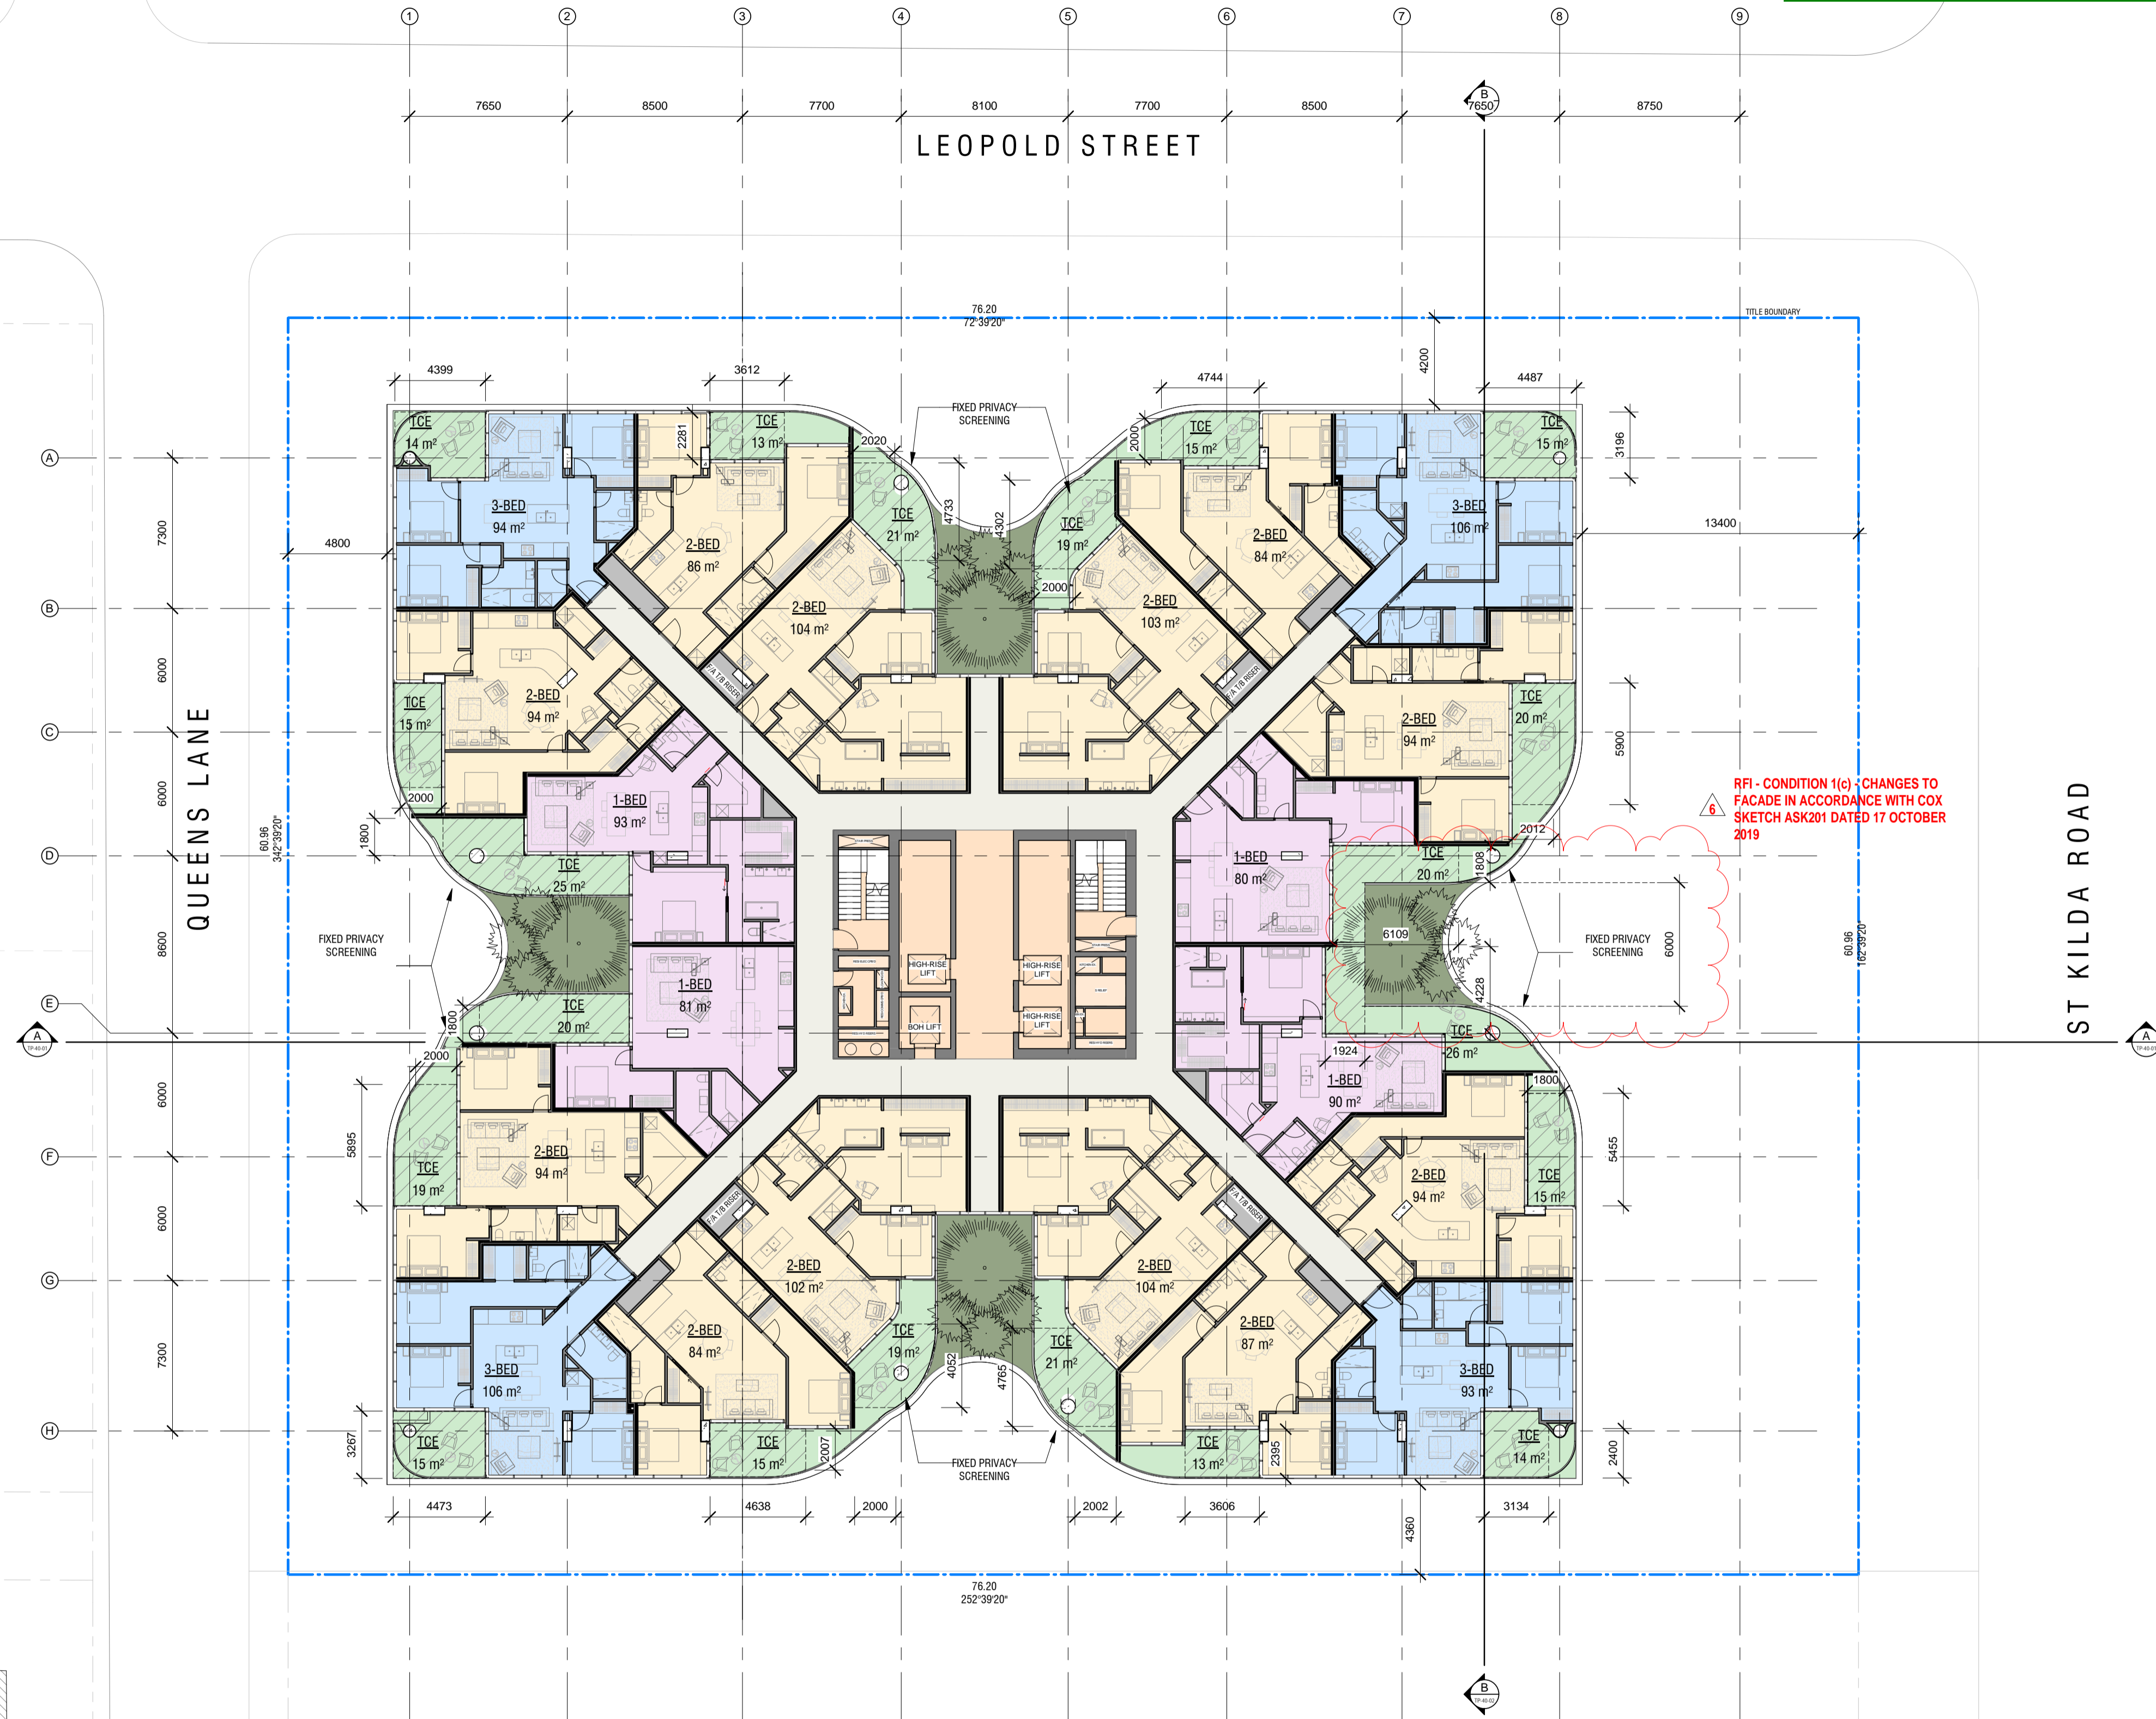 1 2 3 4 5 6 7 8 9
B
7650 8500 7700 8100 7700 8500 7650 8750
LEOPOLD STREET
76.20
72°39'20"
TITLE BOUNDARY
4200
4399 3612 4744 4487
FIXED PRIVACY
SCREENING
TCE
14 m²
TCE
13 m²
TCE
15 m²
TCE
15 m²
2281
2020
2000
3196
A
4733
4302
TCE
21 m²
TCE
19 m²
3-BED
94 m²
2-BED
86 m²
2-BED
84 m²
3-BED
106 m²
7300
4800
13400
2000
B
2-BED
104 m²
2-BED
103 m²
F/A T/B RISER
F/A T/B RISER
6000
2-BED
94 m²
TCE
15 m²
2-BED
94 m²
TCE
20 m²
C
5900
QUEENS LANE
ST KILDA ROAD
6000
2000
1800
1-BED
93 m²
6
RFI - CONDITION 1(c) - CHANGES TO
FACADE IN ACCORDANCE WITH COX
SKETCH ASK201 DATED 17 OCTOBER
2019
2012
60.96
342°39'20"
D
TCE
25 m²
1-BED
80 m²
TCE
20 m²
1808
8600
FIXED PRIVACY
SCREENING
6109
FIXED PRIVACY
SCREENING
6000
60.96
162°39'20"
4228
HIGH-RISE
LIFT
HIGH-RISE
LIFT
1-BED
81 m²
E
TCE
20 m²
1800
BOH LIFT
HIGH-RISE
LIFT
TCE
26 m²
A
TP-40-01
A
TP-40-01
2000
1924
1-BED
90 m²
1800
6000
5895
5455
F
2-BED
94 m²
TCE
19 m²
2-BED
94 m²
TCE
15 m²
F/A T/B RISER
F/A T/B RISER
6000
G
2-BED
102 m²
2-BED
104 m²
2-BED
84 m²
TCE
19 m²
TCE
21 m²
2-BED
87 m²
7300
3-BED
106 m²
4052
4765
3-BED
93 m²
H
3267
TCE
15 m²
TCE
15 m²
2007
FIXED PRIVACY
SCREENING
TCE
13 m²
2395
TCE
14 m²
2400
4473 4638 2000 2002 3606 3134
4360
76.20
252°39'20"
B
TP-40-02